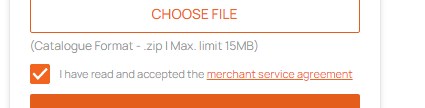 CHOOSE FILE
(Catalogue Format - .zip | Max. limit 15MB)
I have read and accepted the merchant service agreement